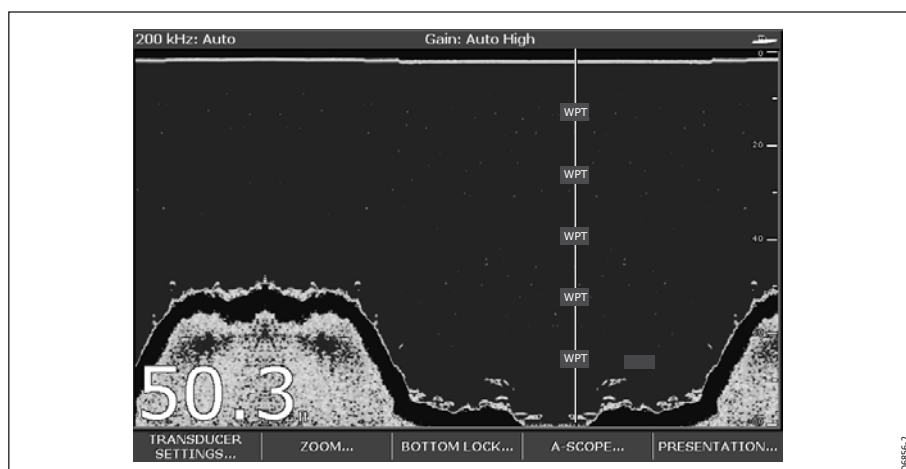 200 kHz: Auto
Gain: Auto High
0
WPT
20
WPT
WPT
40
WPT
WPT
50.3
TRANSDUCER
SETTINGS...
ZOOM...
BOTTOM LOCK...
A-SCOPE...
PRESENTATION...